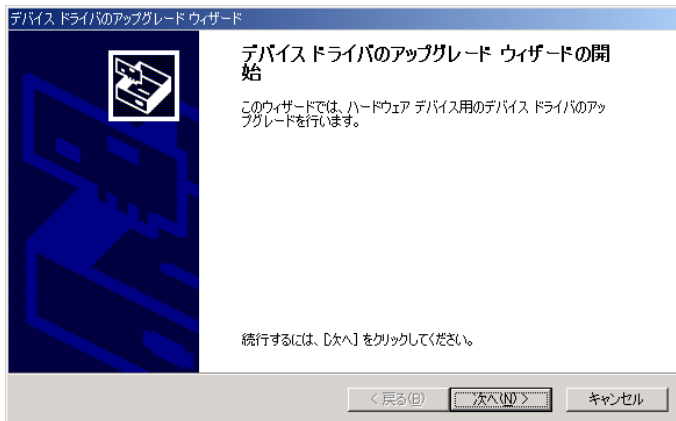 デバイス ドライバのアップグレード ウィザード
デバイス ドライバのアップグレード ウィザードの開
始
このウィザードでは、ハードウェア デバイス用のデバイス ドライバのアッ
プグレードを行います。
続行するには、[次へ] をクリックしてください。
< 戻る(B)
次へ(N) >
キャンセル